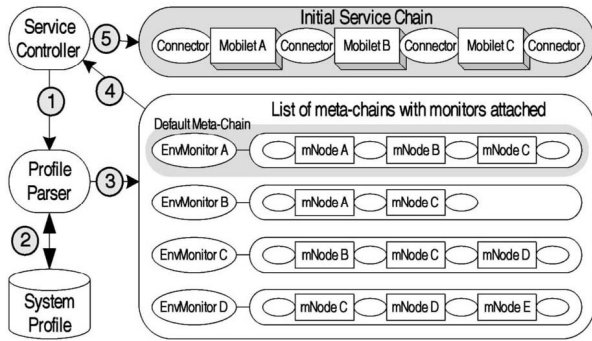 Service
Controller
5
Initial Service Chain
Connector Mobilet A Connector Mobilet B Connector Mobilet C Connector
1
4
List of meta-chains with monitors attached
Default Meta-Chain
EnvMonitor A mNode A mNode B mNode C
Profile
Parser
3
EnvMonitor B mNode A mNode C
2
EnvMonitor C mNode B mNode C mNode D
System
Profile
EnvMonitor D mNode C mNode D mNode E